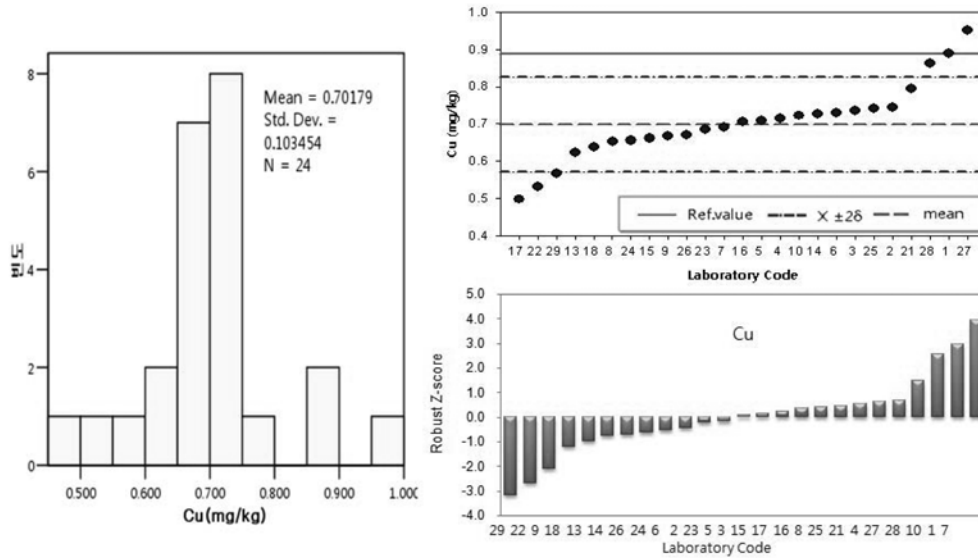 8
6
4
2
0
Mean = 0.70179
Std. Dev. =
0.103454
N = 24
0.500 0.600 0.700 0.800 0.900 1.000
Cu(mg/kg)
Cu (mg/kg)
1.0
0.9
0.8
0.7
0.6
0.5
0.4
Ref.value X ±2δ mean
17 22 29 13 18 8 24 15 9 26 23 7 16 5 4 10 14 6 3 25 2 21 28 1 27
Laboratory Code
Robust Z-score
5.0
4.0
3.0
2.0
1.0
0.0
-1.0
-2.0
-3.0
-4.0
Cu
29 22 9 18 13 14 26 24 6 2 23 5 3 15 17 16 8 25 21 4 27 28 10 1 7
Laboratory Code